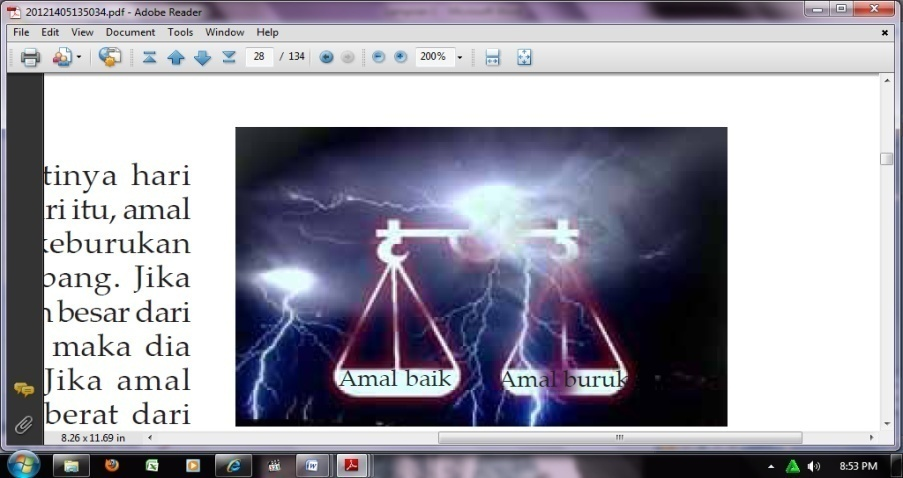 20121405135034.pdf - Adobe Reader
File Edit View Document Tools Window Help
28 / 134 200%
tinya hari
ri itu, amal
keburukan
bang. Jika
besar dari
maka dia
Jika amal
berat dari
Amal baik Amal buruk
8.26 x 11.69 in
8:53 PM